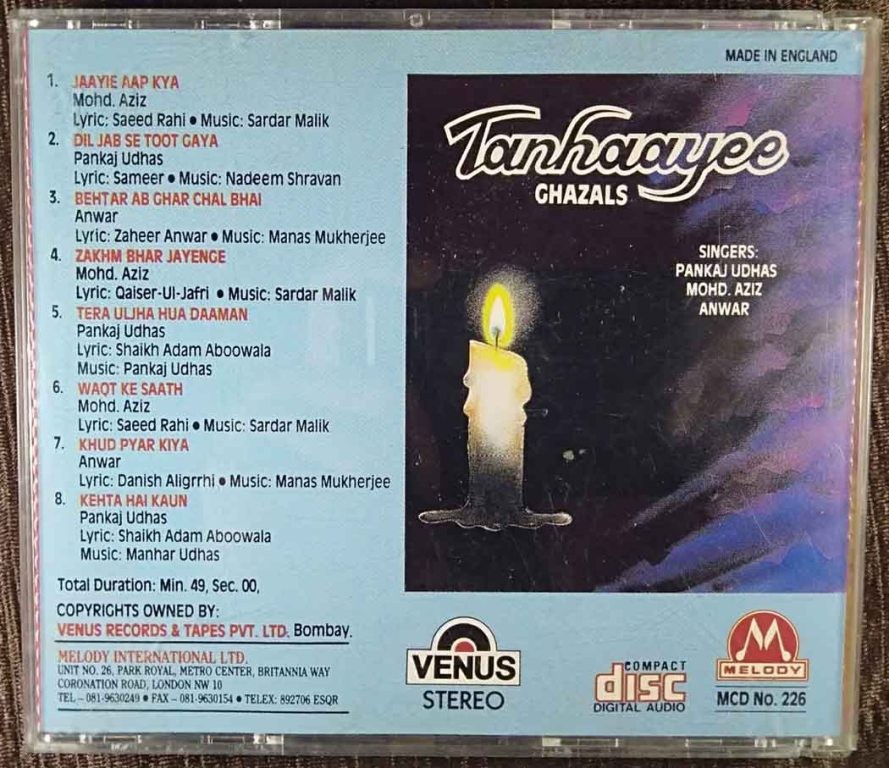 MADE IN ENGLAND
1. JAAYIE AAP KYA
Mohd. Aziz
Lyric: Saeed Rahi • Music: Sardar Malik
2. DIL JAB SE TOOT GAYA
Pankaj Udhas
Lyric: Sameer • Music: Nadeem Shravan
3. BEHTAR AB GHAR CHAL BHAI
Anwar
Lyric: Zaheer Anwar • Music: Manas Mukherjee
4. ZAKHM BHAR JAYENGE
Mohd. Aziz
Lyric: Qaiser-Ul-Jafri • Music: Sardar Malik
5. TERA ULJHA HUA DAAMAN
Pankaj Udhas
Lyric: Shaikh Adam Aboowala
Music: Pankaj Udhas
6. WAQT KE SAATH
Mohd. Aziz
Lyric: Saeed Rahi • Music: Sardar Malik
7. KHUD PYAR KIYA
Anwar
Lyric: Danish Aligrrhi • Music: Manas Mukherjee
8. KEHTA HAI KAUN
Pankaj Udhas
Lyric: Shaikh Adam Aboowala
Music: Manhar Udhas
Total Duration: Min. 49, Sec. 00,
COPYRIGHTS OWNED BY:
VENUS RECORDS & TAPES PVT. LTD. Bombay.
MELODY INTERNATIONAL LTD.
UNIT NO. 26, PARK ROYAL, METRO CENTER, BRITANNIA WAY
CORONATION ROAD, LONDON NW 10
TEL – 081-9630249 • FAX – 081-9630154 • TELEX: 892706 ESQR
Tanhaayee
GHAZALS
SINGERS:
PANKAJ UDHAS
MOHD. AZIZ
ANWAR
VENUS
STEREO
COMPACT
disc
DIGITAL AUDIO
M
MELODY
MCD No. 226